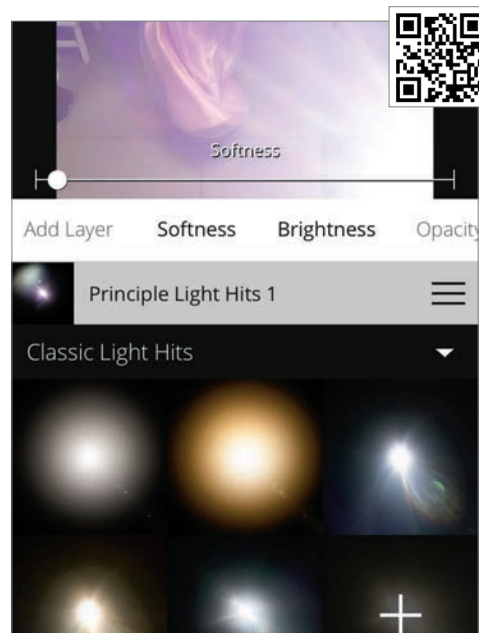 Softness
Add Layer Softness Brightness Opacity
Principle Light Hits 1
Classic Light Hits